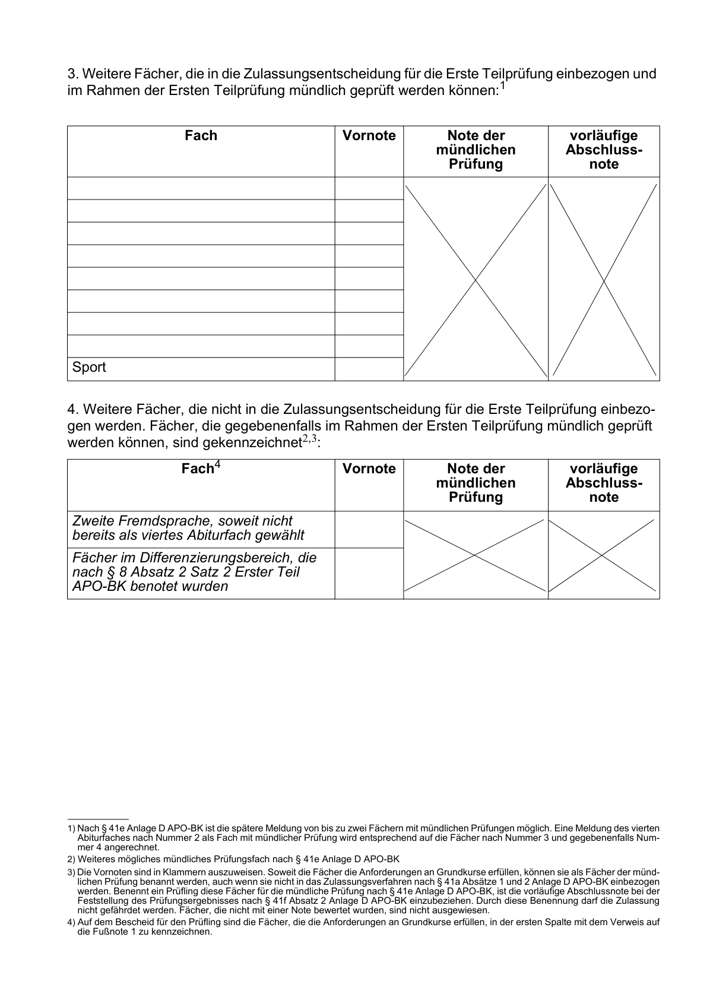 3. Weitere Fächer, die in die Zulassungsentscheidung für die Erste Teilprüfung einbezogen und
im Rahmen der Ersten Teilprüfung mündlich geprüft werden können:1
Fach
Vornote
Note der
mündlichen
Prüfung
vorläufige
Abschluss-
note
Sport
4. Weitere Fächer, die nicht in die Zulassungsentscheidung für die Erste Teilprüfung einbezo-
gen werden. Fächer, die gegebenenfalls im Rahmen der Ersten Teilprüfung mündlich geprüft
werden können, sind gekennzeichnet2,3:
Fach4
Vornote
Note der
mündlichen
Prüfung
vorläufige
Abschluss-
note
Zweite Fremdsprache, soweit nicht
bereits als viertes Abiturfach gewählt
Fächer im Differenzierungsbereich, die
nach § 8 Absatz 2 Satz 2 Erster Teil
APO-BK benotet wurden
1) Nach § 41e Anlage D APO-BK ist die spätere Meldung von bis zu zwei Fächern mit mündlichen Prüfungen möglich. Eine Meldung des vierten
Abiturfaches nach Nummer 2 als Fach mit mündlicher Prüfung wird entsprechend auf die Fächer nach Nummer 3 und gegebenenfalls Num-
mer 4 angerechnet.
2) Weiteres mögliches mündliches Prüfungsfach nach § 41e Anlage D APO-BK
3) Die Vornoten sind in Klammern auszuweisen. Soweit die Fächer die Anforderungen an Grundkurse erfüllen, können sie als Fächer der münd-
lichen Prüfung benannt werden, auch wenn sie nicht in das Zulassungsverfahren nach § 41a Absätze 1 und 2 Anlage D APO-BK einbezogen
werden. Benennt ein Prüfling diese Fächer für die mündliche Prüfung nach § 41e Anlage D APO-BK, ist die vorläufige Abschlussnote bei der
Feststellung des Prüfungsergebnisses nach § 41f Absatz 2 Anlage D APO-BK einzubeziehen. Durch diese Benennung darf die Zulassung
nicht gefährdet werden. Fächer, die nicht mit einer Note bewertet wurden, sind nicht ausgewiesen.
4) Auf dem Bescheid für den Prüfling sind die Fächer, die die Anforderungen an Grundkurse erfüllen, in der ersten Spalte mit dem Verweis auf
die Fußnote 1 zu kennzeichnen.